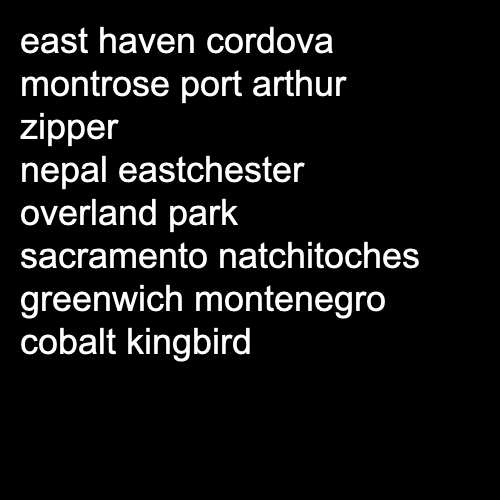 east haven cordova
montrose port arthur
zipper
nepal eastchester
overland park
sacramento natchitoches
greenwich montenegro
cobalt kingbird